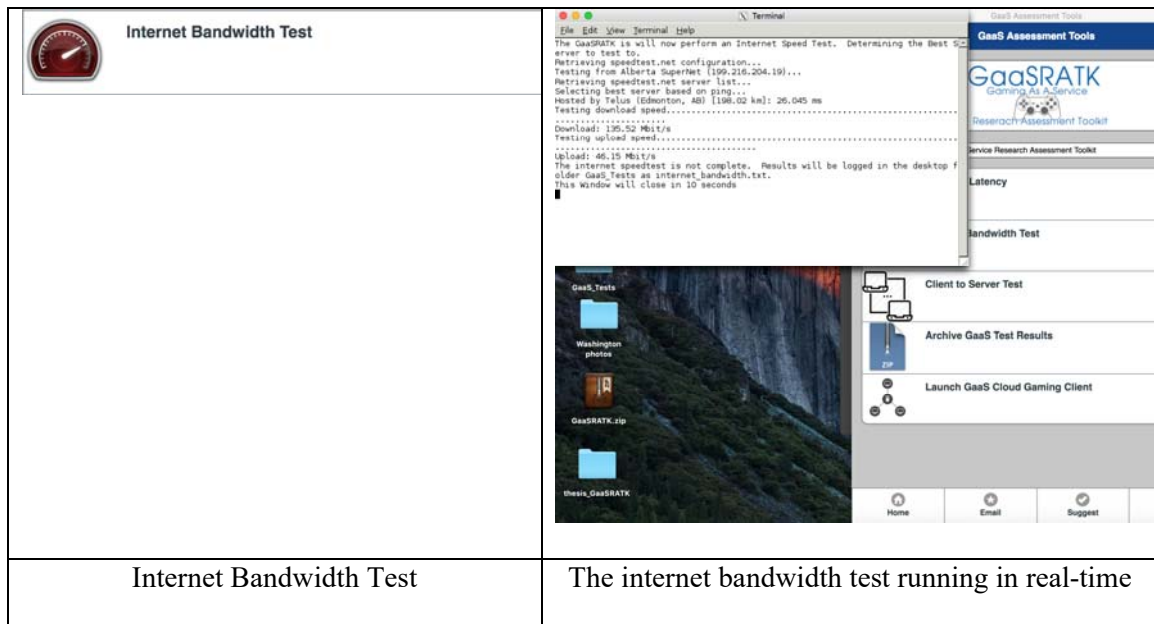 Internet Bandwidth Test
Terminal
File Edit View Terminal Help
The GaaSRATK is will now perform an Internet Speed Test. Determining the Best S
erver to test to.
Retrieving speedtest.net configuration...
Testing from Alberta SuperNet (199.216.204.19)...
Retrieving speedtest.net server list...
Selecting best server based on ping...
Hosted by Telus (Edmonton, AB) [198.02 km]: 26.045 ms
Testing download speed..........................................................
......................
Download: 135.52 Mbit/s
Testing upload speed............................................................
........................................
Upload: 46.15 Mbit/s
The internet speedtest is not complete. Results will be logged in the desktop f
older GaaS_Tests as internet_bandwidth.txt.
This Window will close in 10 seconds
GaaS Assessment Tools
GaaS Assessment Tools
GaaSRATK
Gaming As A Service
Reserach Assessment Toolkit
Service Research Assessment Toolkit
Latency
Bandwidth Test
Client to Server Test
ZIP
Archive GaaS Test Results
Launch GaaS Cloud Gaming Client
Home
Email
Suggest
GaaS_Tests
Washington
photos
GaaSRATK.zip
thesis_GaaSRATK
Internet Bandwidth Test
The internet bandwidth test running in real-time